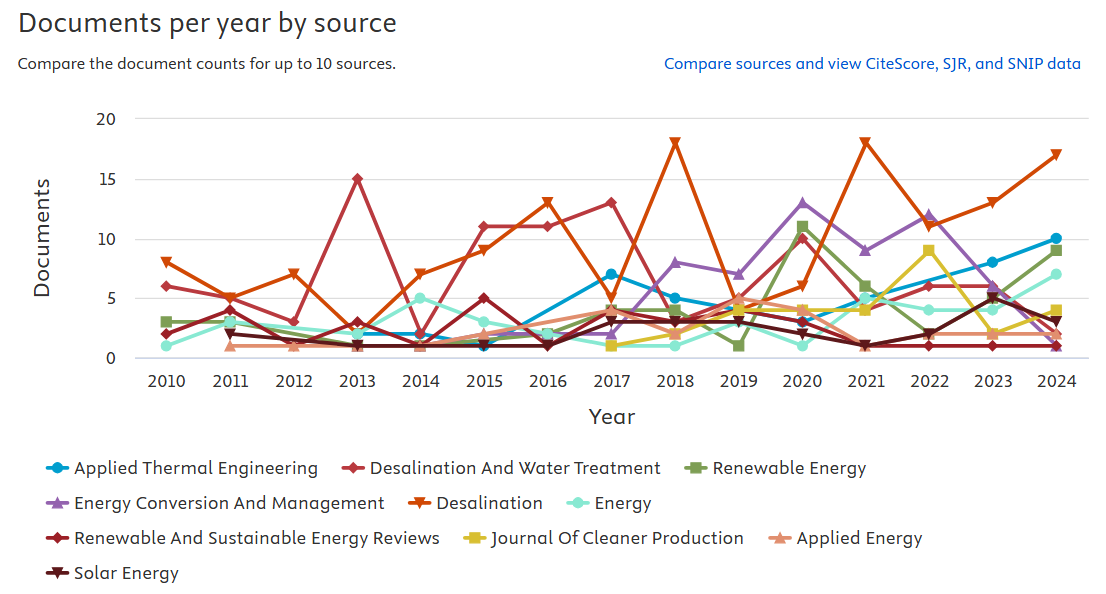 Documents per year by source
Compare the document counts for up to 10 sources. Compare sources and view CiteScore, SJR, and SNIP data
20
15
10
5
0
Documents
2010 2011 2012 2013 2014 2015 2016 2017 2018 2019 2020 2021 2022 2023 2024
Year
Applied Thermal Engineering Desalination And Water Treatment Renewable Energy
Energy Conversion And Management Desalination Energy
Renewable And Sustainable Energy Reviews Journal Of Cleaner Production Applied Energy
Solar Energy